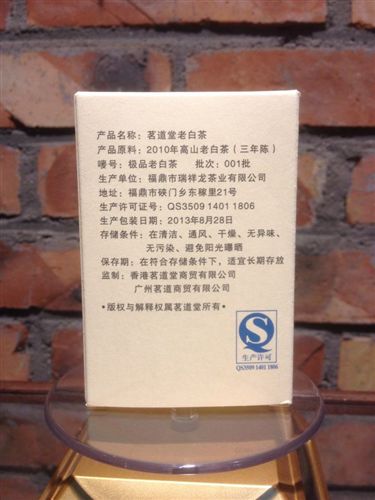 产品名称：茗道堂老白茶
产品原料：2010年高山老白茶（三年陈）
唛号：极品老白茶 批次：001批
生产单位：福鼎市瑞祥龙茶业有限公司
地址：福鼎市硖门乡东稼里21号
生产许可证号：QS3509 1401 1806
生产包装日期：2013年8月28日
存储条件：在清洁、通风、干燥、无异味、
无污染、避免阳光曝晒
保存期：在符合存储条件下，适宜长期存放
监制：香港茗道堂商贸有限公司
广州茗道商贸有限公司
*版权与解释权属茗道堂所有*
QS
生产许可
QS3509 1401 1806